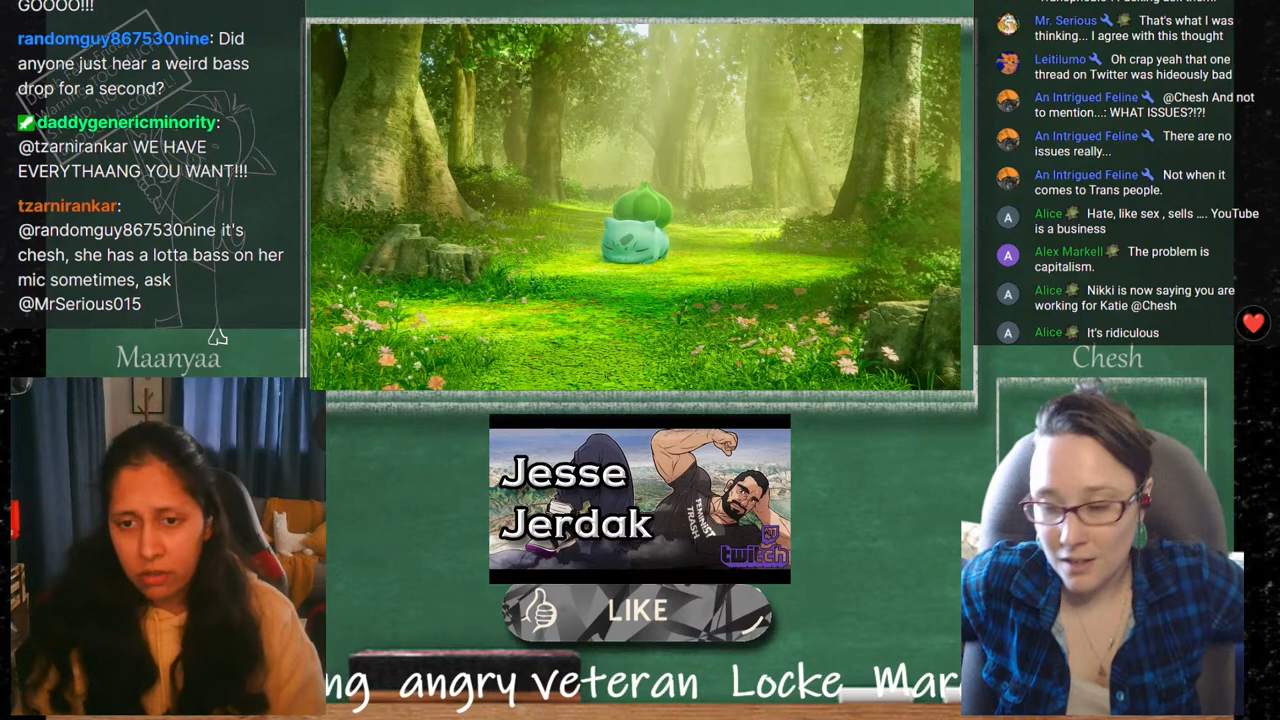 GOOOO!!!
randomguy867530nine: Did
anyone just hear a weird bass
drop for a second?
daddygenericminority:
@tzarnirankar WE HAVE
EVERYTHAANG YOU WANT!!!
tzarnirankar:
@randomguy867530nine it's
chesh, she has a lotta bass on her
mic sometimes, ask
@MrSerious015
Maanyaa
Jesse
Jerdak
FEMINIST
TRASH
twitch
LIKE
ng angry veteran Locke Mar
Mr. Serious That's what I was
thinking... I agree with this thought
Leitilumo Oh crap yeah that one
thread on Twitter was hideously bad
An Intrigued Feline @Chesh And not
to mention...: WHAT ISSUES?!?!
An Intrigued Feline There are no
issues really...
An Intrigued Feline Not when it
comes to Trans people.
A Alice Hate, like sex , sells .... YouTube
is a business
A Alex Markell The problem is
capitalism.
A Alice Nikki is now saying you are
working for Katie @Chesh
A Alice It's ridiculous
Chesh